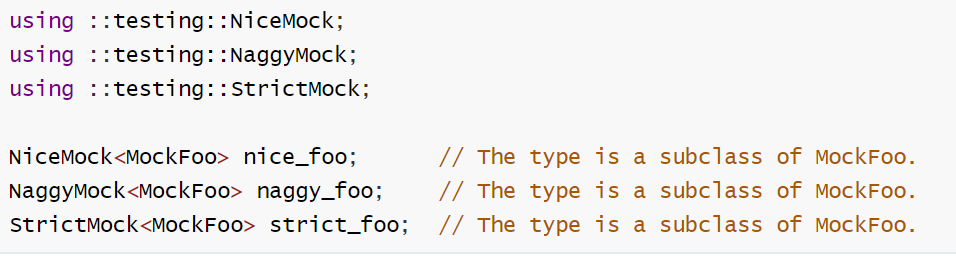 using ::testing::NiceMock;
using ::testing::NaggyMock;
using ::testing::StrictMock;
NiceMock<MockFoo> nice_foo;      // The type is a subclass of MockFoo.
NaggyMock<MockFoo> naggy_foo;    // The type is a subclass of MockFoo.
StrictMock<MockFoo> strict_foo;  // The type is a subclass of MockFoo.